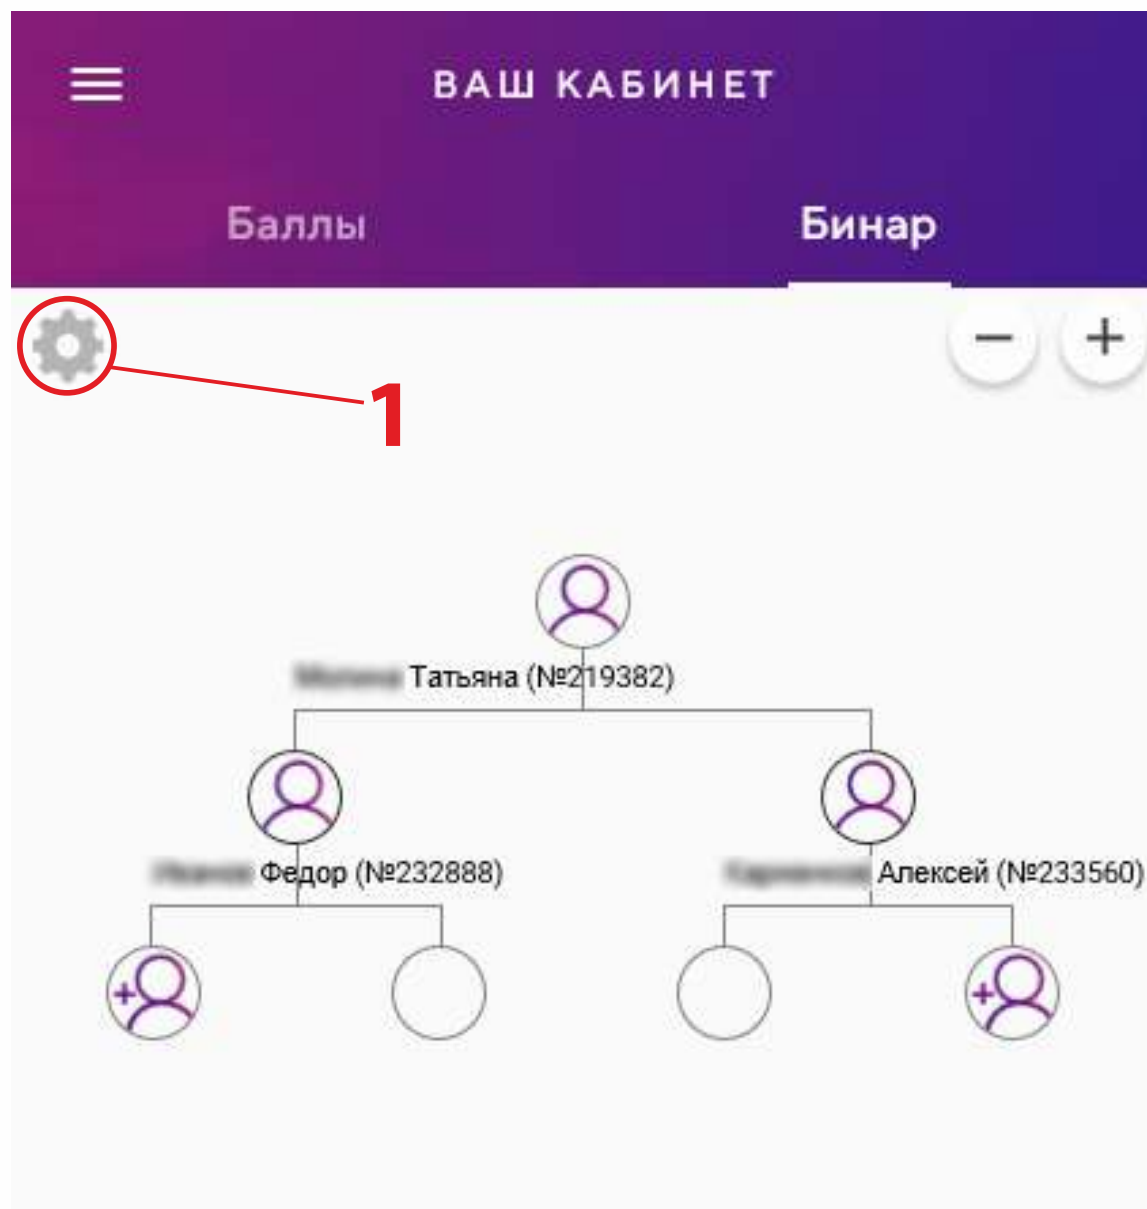 ВАШ КАБИНЕТ
Баллы
Бинар
1
Татьяна (№219382)
Федор (№232888)
Алексей (№233560)